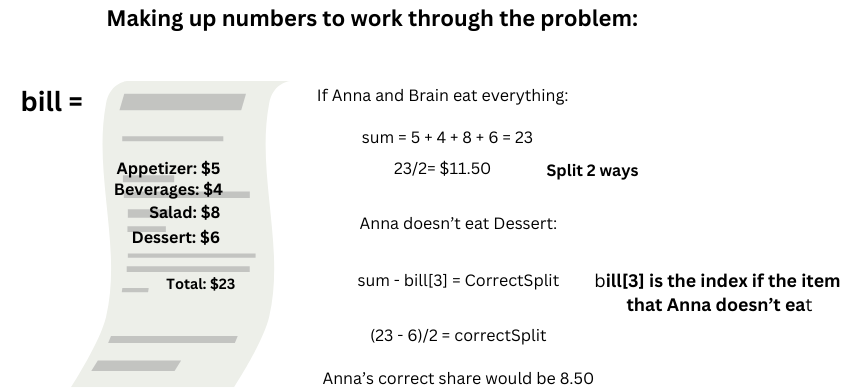 Making up numbers to work through the problem:
bill =
Appetizer: $5
Beverages: $4
Salad: $8
Dessert: $6
Total: $23
If Anna and Brain eat everything:
sum = 5 + 4 + 8 + 6 = 23
23/2= $11.50
Split 2 ways
Anna doesn’t eat Dessert:
sum - bill[3] = CorrectSplit
bill[3] is the index if the item
that Anna doesn’t eat
(23 - 6)/2 = correctSplit
Anna’s correct share would be 8.50